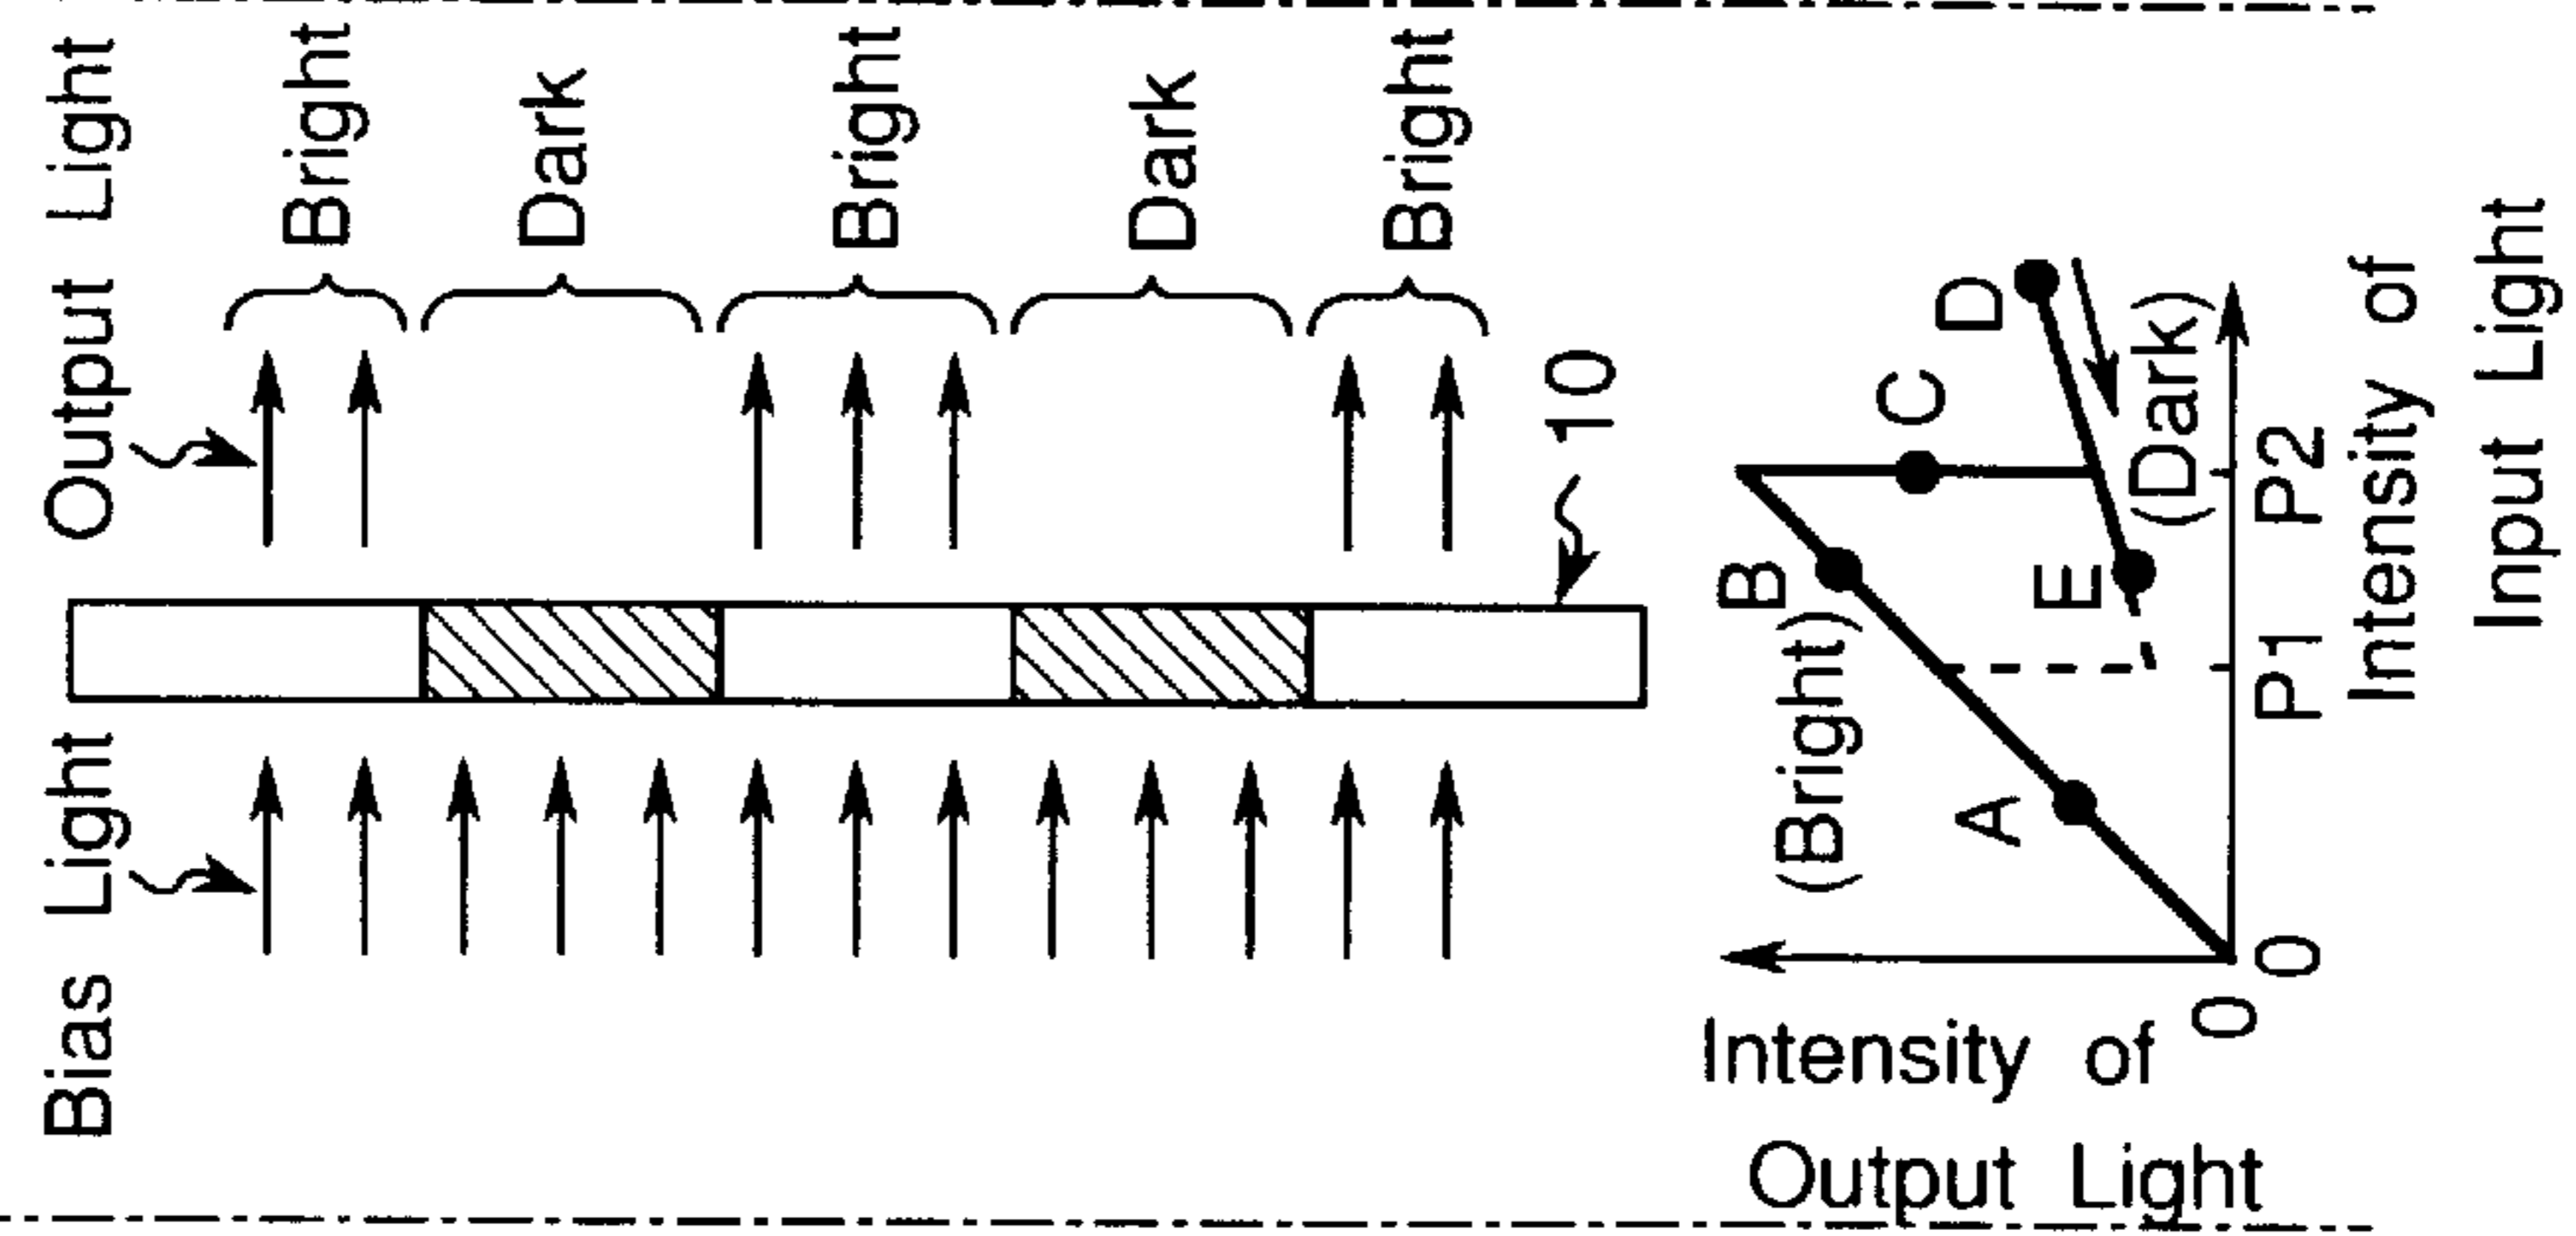 Bias Light
Output Light
Bright
Dark
Bright
Dark
Bright
10
Intensity of
Output Light
(Bright)
A
B
C
D
E
(Dark)
0
0
P1
P2
Intensity of
Input Light